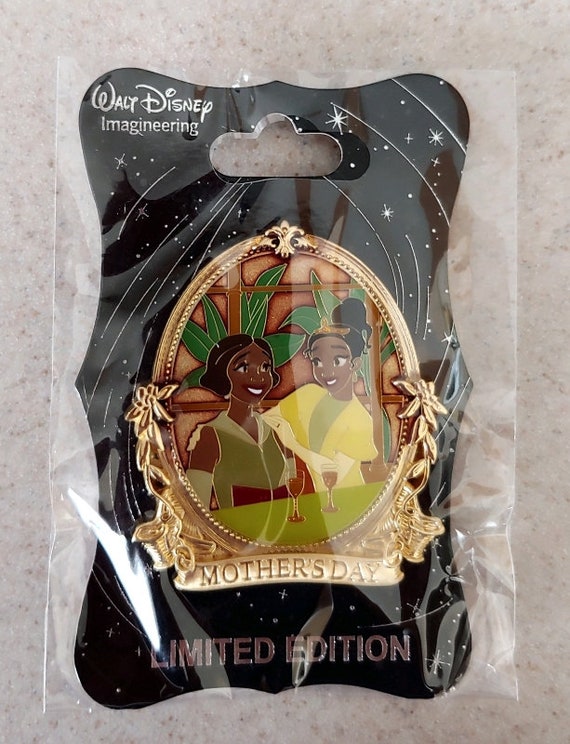 WALT DISNEY
Imagineering
MOTHER'S DAY
LIMITED EDITION